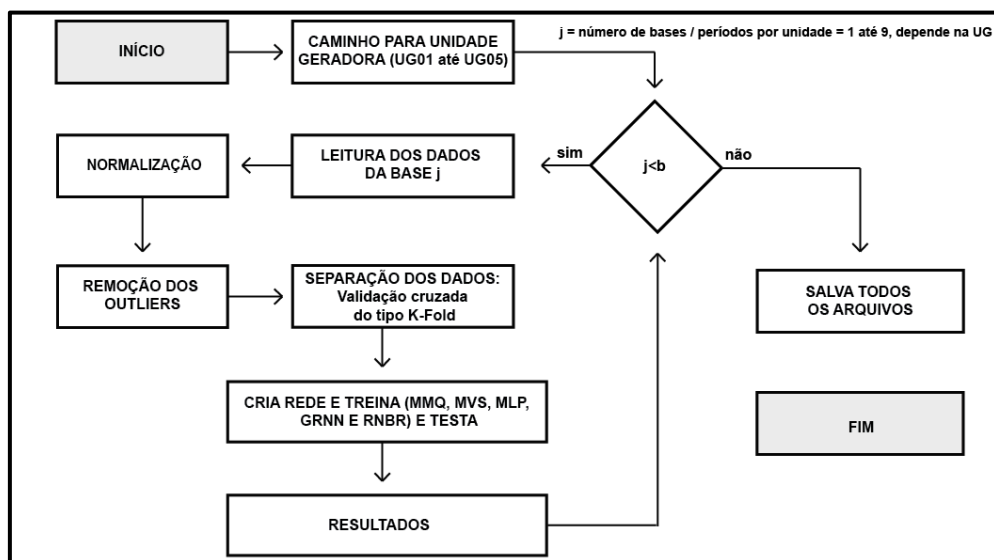 INÍCIO
CAMINHO PARA UNIDADE
GERADORA (UG01 até UG05)
j = número de bases / períodos por unidade = 1 até 9, depende na UG
j<b
sim
não
LEITURA DOS DADOS
DA BASE j
NORMALIZAÇÃO
REMOÇÃO DOS
OUTLIERS
SEPARAÇÃO DOS DADOS:
Validação cruzada
do tipo K-Fold
CRIA REDE E TREINA (MMQ, MVS, MLP,
GRNN E RNBR) E TESTA
RESULTADOS
SALVA TODOS
OS ARQUIVOS
FIM